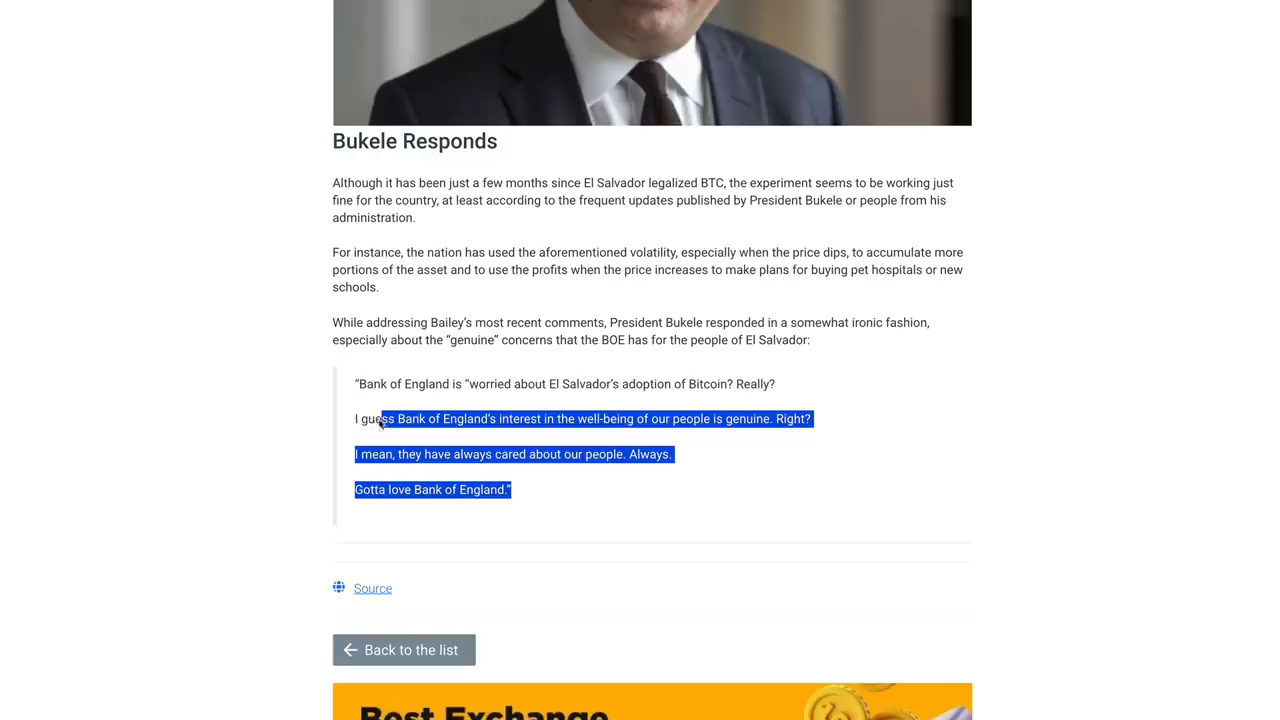 Bukele Responds
Although it has been just a few months since El Salvador legalized BTC, the experiment seems to be working just
fine for the country, at least according to the frequent updates published by President Bukele or people from his
administration.
For instance, the nation has used the aforementioned volatility, especially when the price dips, to accumulate more
portions of the asset and to use the profits when the price increases to make plans for buying pet hospitals or new
schools.
While addressing Bailey’s most recent comments, President Bukele responded in a somewhat ironic fashion,
especially about the “genuine” concerns that the BOE has for the people of El Salvador:
“Bank of England is “worried about El Salvador’s adoption of Bitcoin? Really?
I guess Bank of England’s interest in the well-being of our people is genuine. Right?
I mean, they have always cared about our people. Always.
Gotta love Bank of England.”
Source
Back to the list
Best Exchange